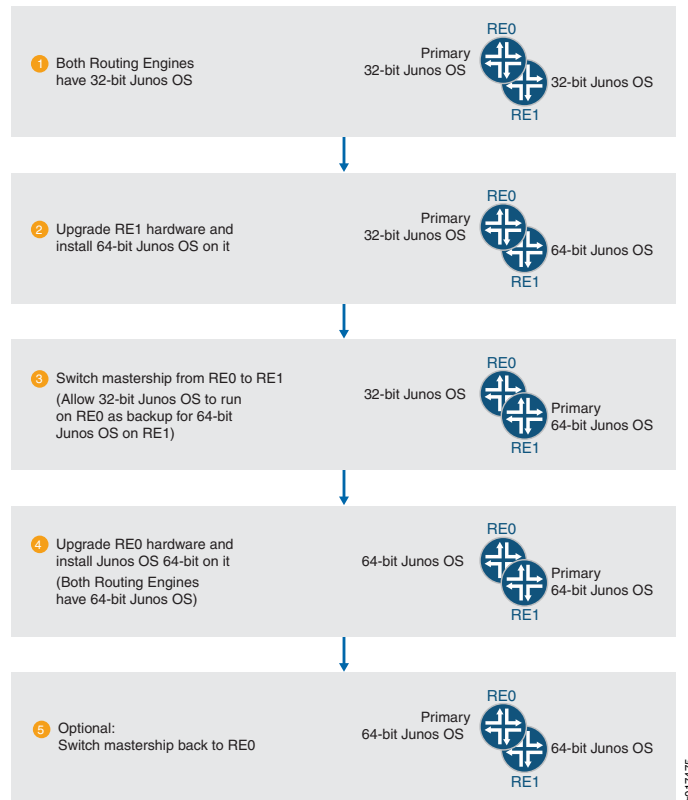 1 Both Routing Engines
have 32-bit Junos OS
RE0
Primary
32-bit Junos OS
32-bit Junos OS
RE1
2 Upgrade RE1 hardware and
install 64-bit Junos OS on it
RE0
Primary
32-bit Junos OS
64-bit Junos OS
RE1
3 Switch mastership from RE0 to RE1
(Allow 32-bit Junos OS to run
on RE0 as backup for 64-bit
Junos OS on RE1)
RE0
32-bit Junos OS
Primary
64-bit Junos OS
RE1
4 Upgrade RE0 hardware and
install Junos OS 64-bit on it
(Both Routing Engines
have 64-bit Junos OS)
RE0
64-bit Junos OS
Primary
64-bit Junos OS
RE1
5 Optional:
Switch mastership back to RE0
RE0
Primary
64-bit Junos OS
64-bit Junos OS
RE1